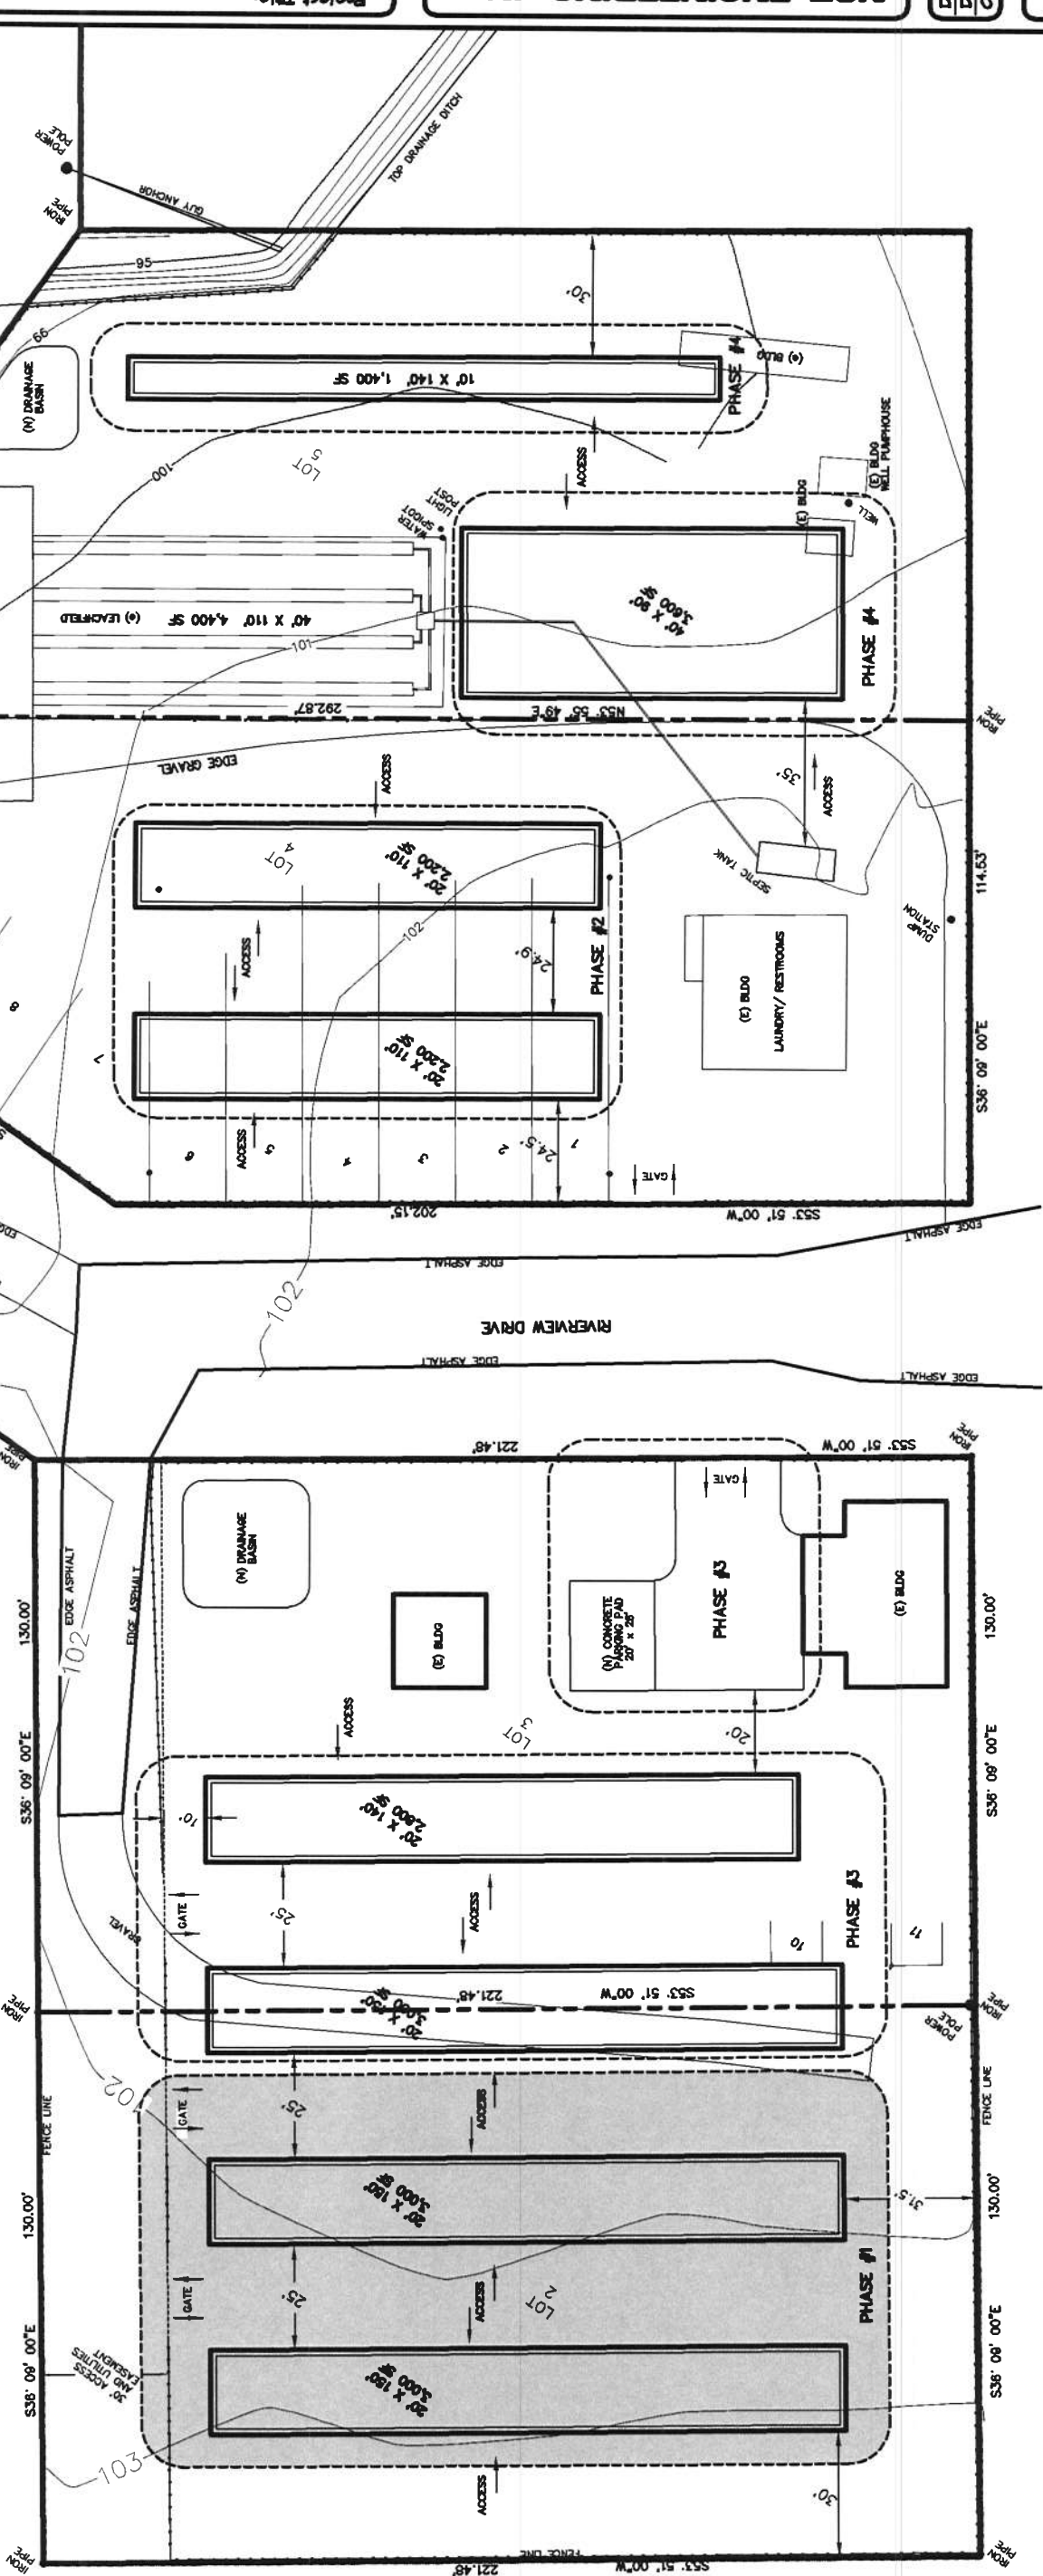 Project Title
POWER
POLE
IRON
PIPE
GUY ANCHOR
TOP DRAINAGE DITCH
95
99
(N) DRAINAGE
BASIN
30'
10' X 140' 1,400 SF
PHASE #4
(e) BLDG
100
LOT
5
ACCESS
LIGHT
POST
WATER
SPIGOT
(E) BLDG
WELL PUMPHOUSE
(E) BLDG
WELL
40' X 110' 4,400 SF (e) LEACHFIELD
101
40' X 90'
3,600 SF
PHASE #4
292.87'
N53° 55' 49"E
IRON
PIPE
EDGE GRAVEL
ACCESS
35'
ACCESS
LOT
4
20' X 110'
2,200 SF
SEPTIC TANK
114.53'
102
ACCESS
24.9'
PHASE #2
DUMP
STATION
8
(E) BLDG
LAUNDRY/ RESTROOMS
7
20' X 110'
2,200 SF
S36° 09' 00"E
ACCESS
6
5
4
3
2
1
24.5'
GATE
202.15'
S53° 51' 00"W
EDGE ASPHALT
EDGE ASPHALT
102
RIVERVIEW DRIVE
EDGE ASPHALT
EDGE ASPHALT
IRON
PIPE
221.48'
S53° 51' 00"W
IRON
PIPE
GATE
(N) DRAINAGE
BASIN
EDGE ASPHALT
EDGE ASPHALT
130.00'
102
(E) BLDG
(N) CONCRETE
PARKING PAD
20' x 26'
PHASE #3
(E) BLDG
130.00'
ACCESS
LOT
3
20'
S36° 09' 00"E
S36° 09' 00"E
10'
20' X 140'
2,800 SF
GATE
25'
ACCESS
GRAVEL
10
PHASE #3
11
IRON
PIPE
20' X 150'
3,000 SF
221.48'
S53° 51' 00"W
IRON
PIPE
POWER
POLE
102
FENCE LINE
GATE
25'
ACCESS
FENCE LINE
130.00'
20' X 150'
3,000 SF
31.5'
130.00'
GATE
25'
ACCESS
LOT
2
PHASE #1
S36° 09' 00"E
30' ACCESS
AND UTILITIES
EASEMENT
20' X 150'
3,000 SF
S36° 09' 00"E
103
ACCESS
30'
IRON
PIPE
221.48'
FENCE LINE
S53° 51' 00"W
IRON
PIPE